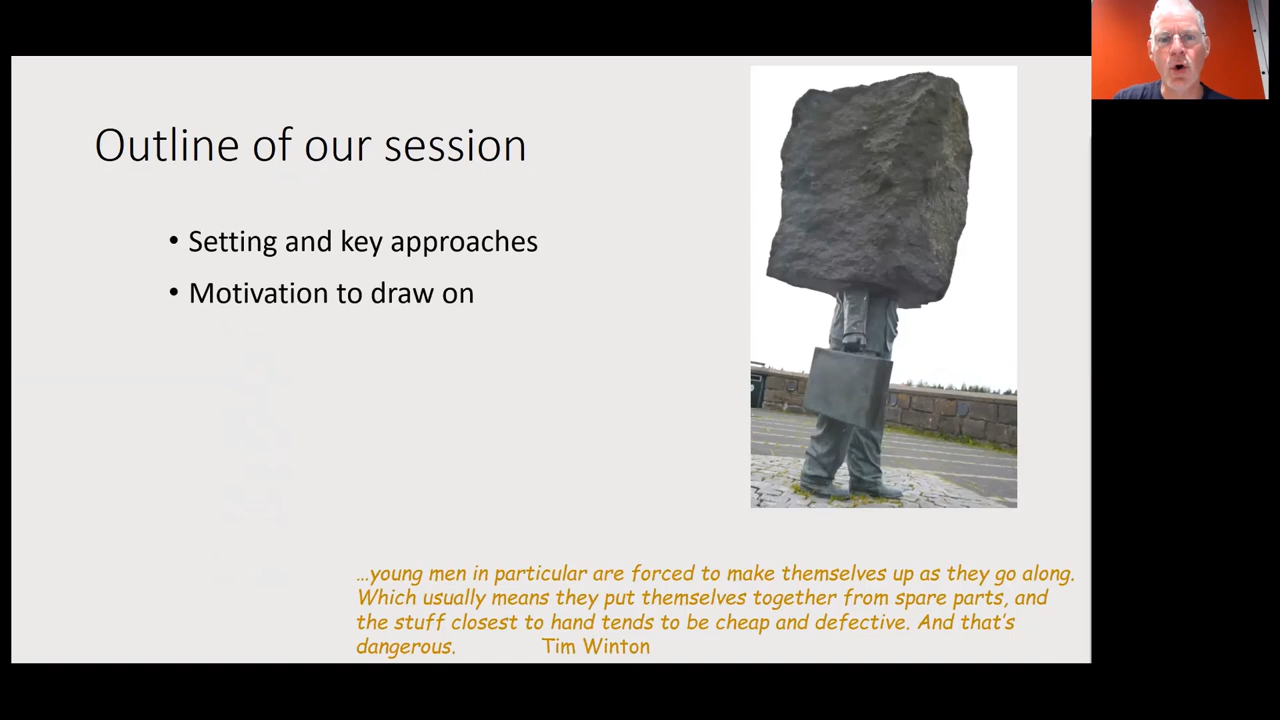 Outline of our session
• Setting and key approaches
• Motivation to draw on
…young men in particular are forced to make themselves up as they go along.
Which usually means they put themselves together from spare parts, and
the stuff closest to hand tends to be cheap and defective. And that's
dangerous. Tim Winton